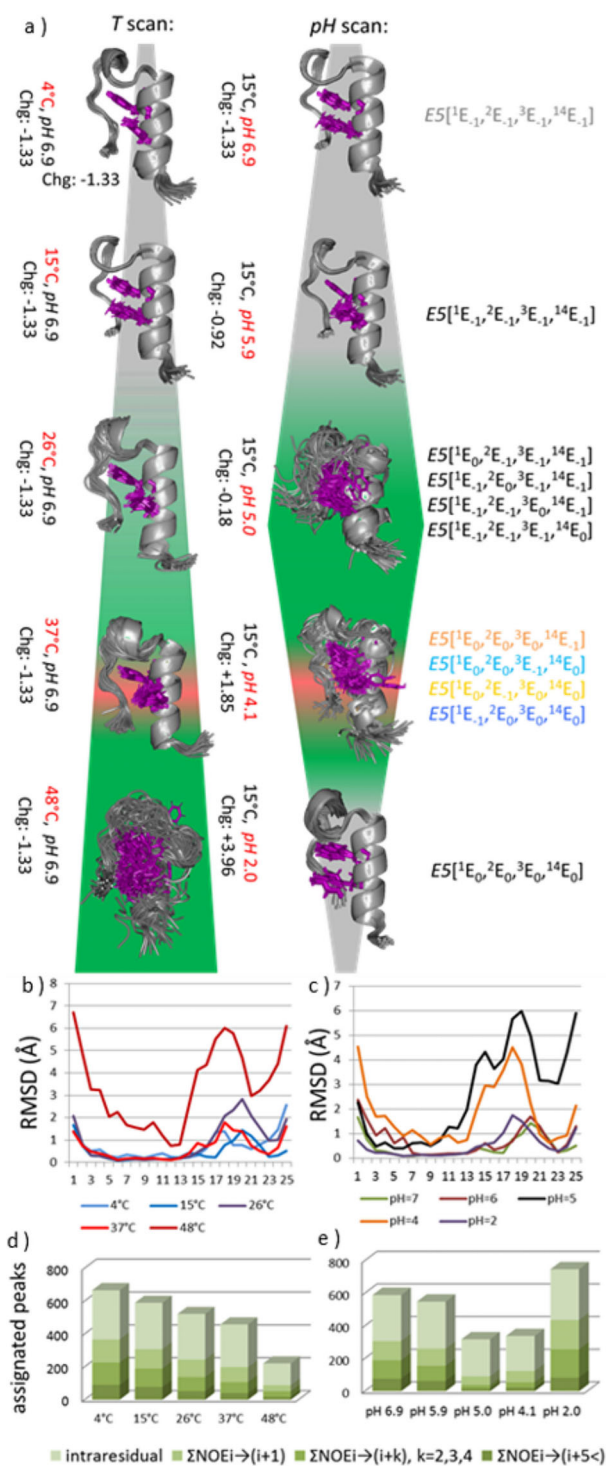 a )
T scan:
pH scan:
4°C, pH 6.9
Chg: -1.33
Chg: -1.33
15°C, pH 6.9
Chg: -1.33
E5[¹E₋₁,²E₋₁,³E₋₁,¹⁴E₋₁]
15°C, pH 6.9
Chg: -1.33
15°C, pH 5.9
Chg: -0.92
E5[¹E₋₁,²E₋₁,³E₋₁,¹⁴E₋₁]
26°C, pH 6.9
Chg: -1.33
15°C, pH 5.0
Chg: -0.18
E5[¹E₀,²E₋₁,³E₋₁,¹⁴E₋₁]
E5[¹E₋₁,²E₀,³E₋₁,¹⁴E₋₁]
E5[¹E₋₁,²E₋₁,³E₀,¹⁴E₋₁]
E5[¹E₋₁,²E₋₁,³E₋₁,¹⁴E₀]
37°C, pH 6.9
Chg: -1.33
15°C, pH 4.1
Chg: +1.85
E5[¹E₀,²E₀,³E₀,¹⁴E₋₁]
E5[¹E₀,²E₀,³E₋₁,¹⁴E₀]
E5[¹E₀,²E₋₁,³E₀,¹⁴E₀]
E5[¹E₋₁,²E₀,³E₀,¹⁴E₀]
48°C, pH 6.9
Chg: -1.33
15°C, pH 2.0
Chg: +3.96
E5[¹E₀,²E₀,³E₀,¹⁴E₀]
b )
RMSD (Å)
8
7
6
5
4
3
2
1
0
1 3 5 7 9 11 13 15 17 19 21 23 25
4°C 15°C 26°C
37°C 48°C
c )
RMSD (Å)
7
6
5
4
3
2
1
0
1 3 5 7 9 11 13 15 17 19 21 23 25
pH=7 pH=6 pH=5
pH=4 pH=2
d )
assignated peaks
800
600
400
200
0
4°C 15°C 26°C 37°C 48°C
e )
800
600
400
200
0
pH 6.9 pH 5.9 pH 5.0 pH 4.1 pH 2.0
intraresidual ΣNOEi→(i+1) ΣNOEi→(i+k), k=2,3,4 ΣNOEi→(i+5<)